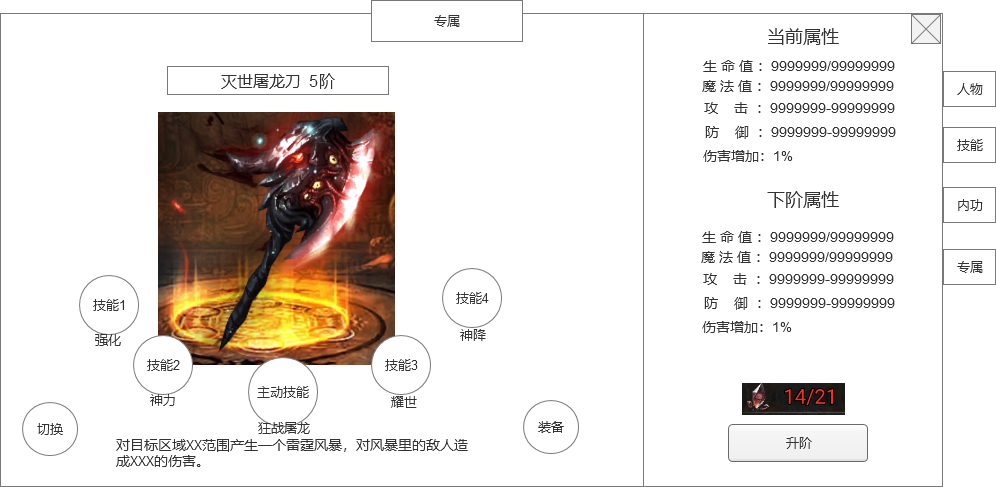 专属
灭世屠龙刀 5阶
技能1
强化
技能2
神力
主动技能
狂战屠龙
技能3
耀世
技能4
神降
切换
装备
对目标区域XX范围产生一个雷霆风暴，对风暴里的敌人造
成XXX的伤害。
当前属性
生 命 值： 9999999/99999999
魔 法 值： 9999999/99999999
攻 击： 9999999-99999999
防 御： 9999999-99999999
伤害增加：1%
下阶属性
生 命 值： 9999999/99999999
魔 法 值： 9999999/99999999
攻 击： 9999999-99999999
防 御： 9999999-99999999
伤害增加：1%
14/21
升阶
人物
技能
内功
专属